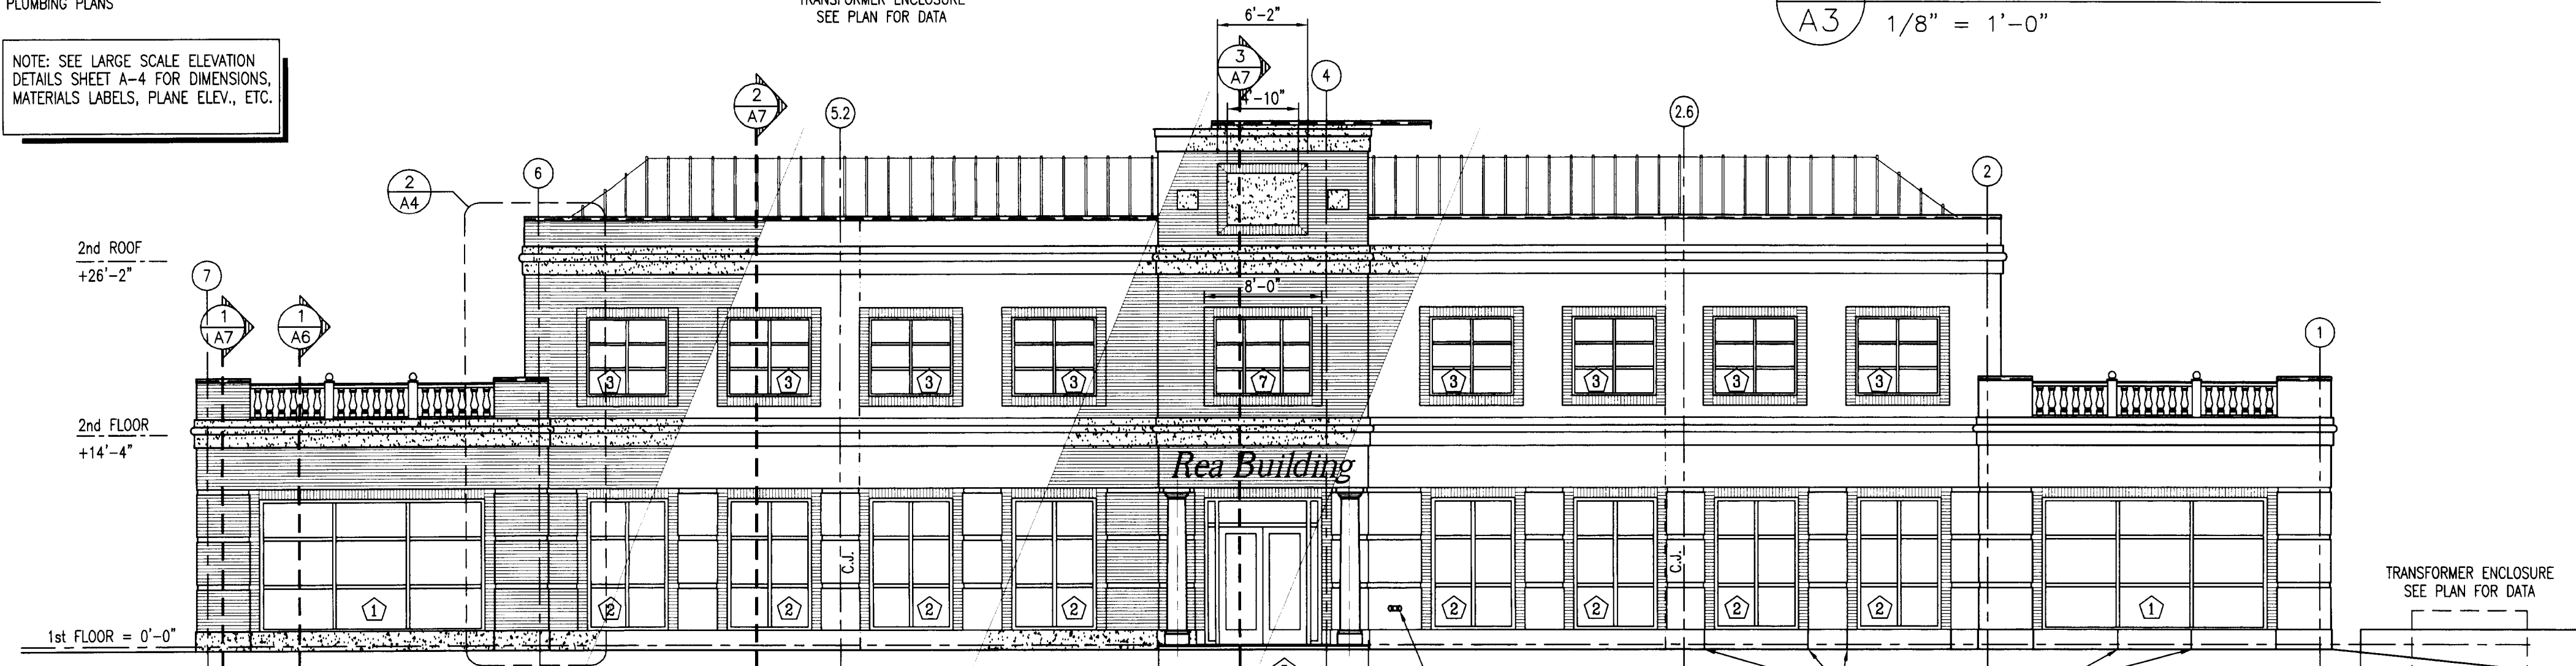 PLUMBING PLANS
TRANSFORMER ENCLOSURE
SEE PLAN FOR DATA
A3
1/8" = 1'-0"
NOTE: SEE LARGE SCALE ELEVATION
DETAILS SHEET A-4 FOR DIMENSIONS,
MATERIALS LABELS, PLANE ELEV., ETC.
6'-2"
3
A7
4
4'-10"
2
A7
5.2
2.6
2
A4
6
2
2nd ROOF
+26'-2"
7
1
A7
1
A6
8'-0"
1
3
3
3
3
7
3
3
3
3
2nd FLOOR
+14'-4"
Rea Building
C.J.
C.J.
1
2
2
2
2
2
2
2
2
1
1st FLOOR = 0'-0"
TRANSFORMER ENCLOSURE
SEE PLAN FOR DATA